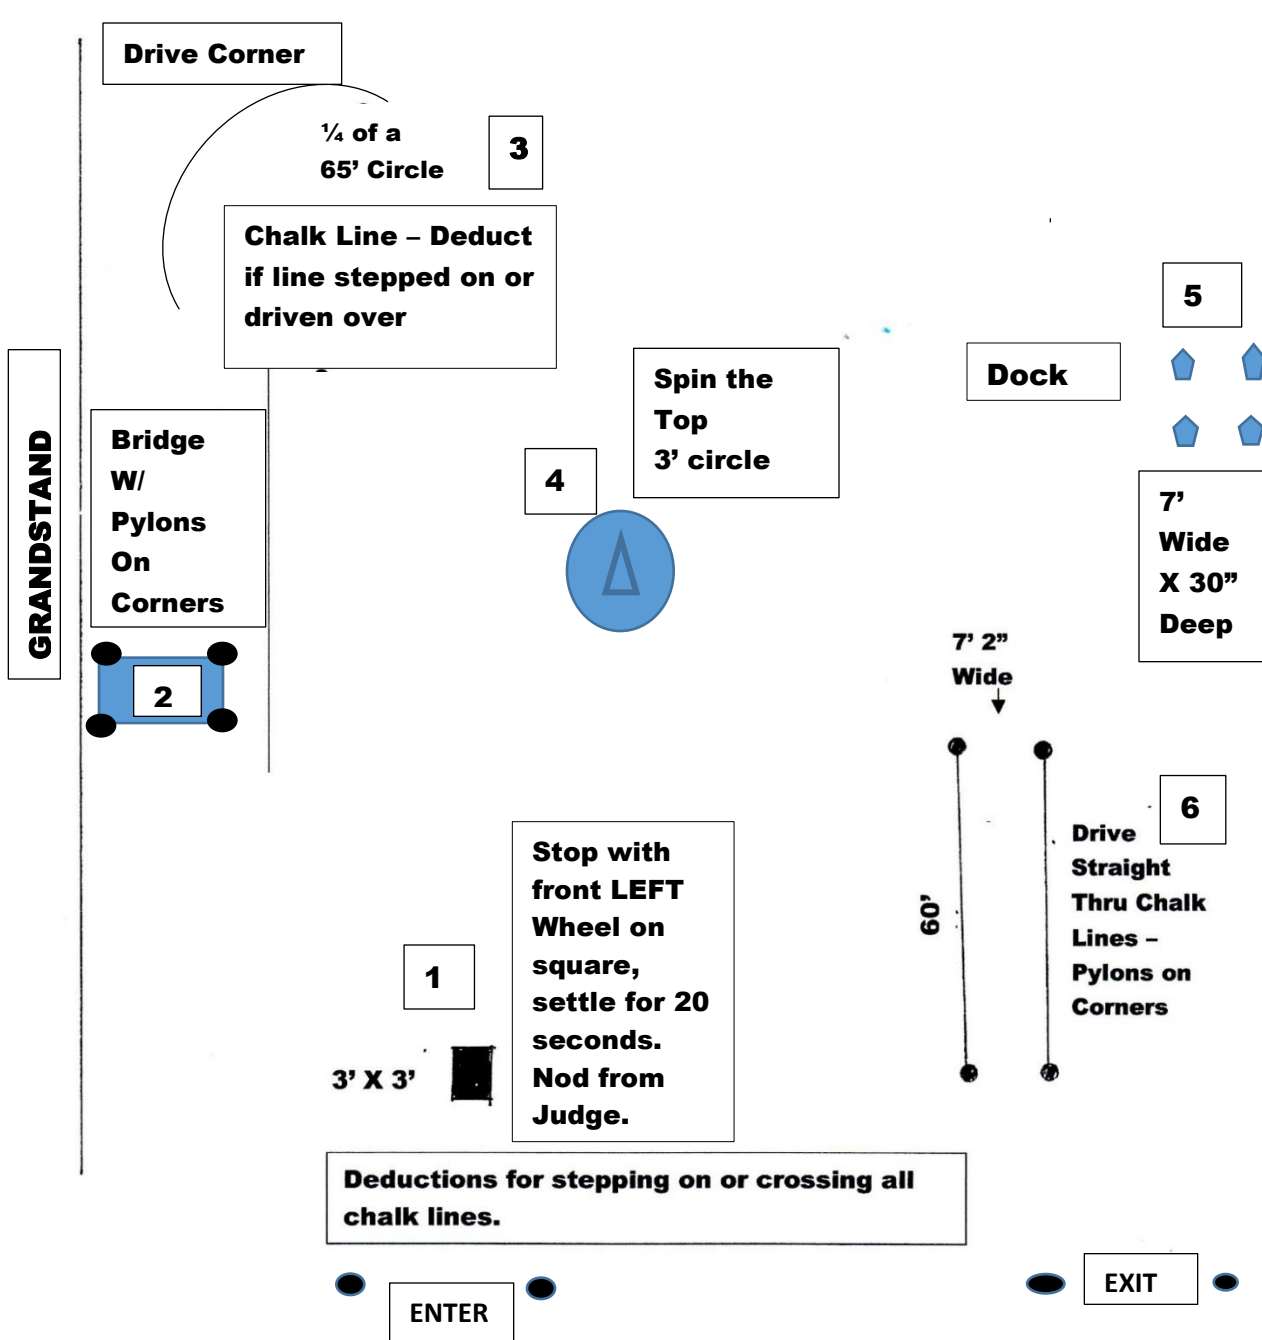 Drive Corner
¼ of a
65’ Circle
3
Chalk Line – Deduct
if line stepped on or
driven over
5
Dock
Spin the
Top
3’ circle
4
GRANDSTAND
Bridge
W/
Pylons
On
Corners
2
7’
Wide
X 30”
Deep
7’ 2”
Wide
60’
6
Drive
Straight
Thru Chalk
Lines –
Pylons on
Corners
Stop with
front LEFT
Wheel on
square,
settle for 20
seconds.
Nod from
Judge.
1
3’ X 3’
Deductions for stepping on or crossing all
chalk lines.
ENTER
EXIT